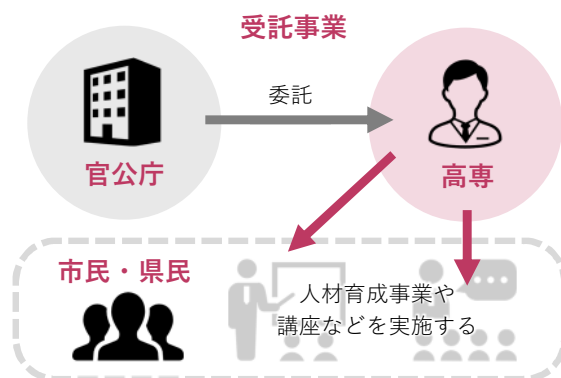 受託事業
委託
官公庁
高専
市民・県民
人材育成事業や
講座などを実施する